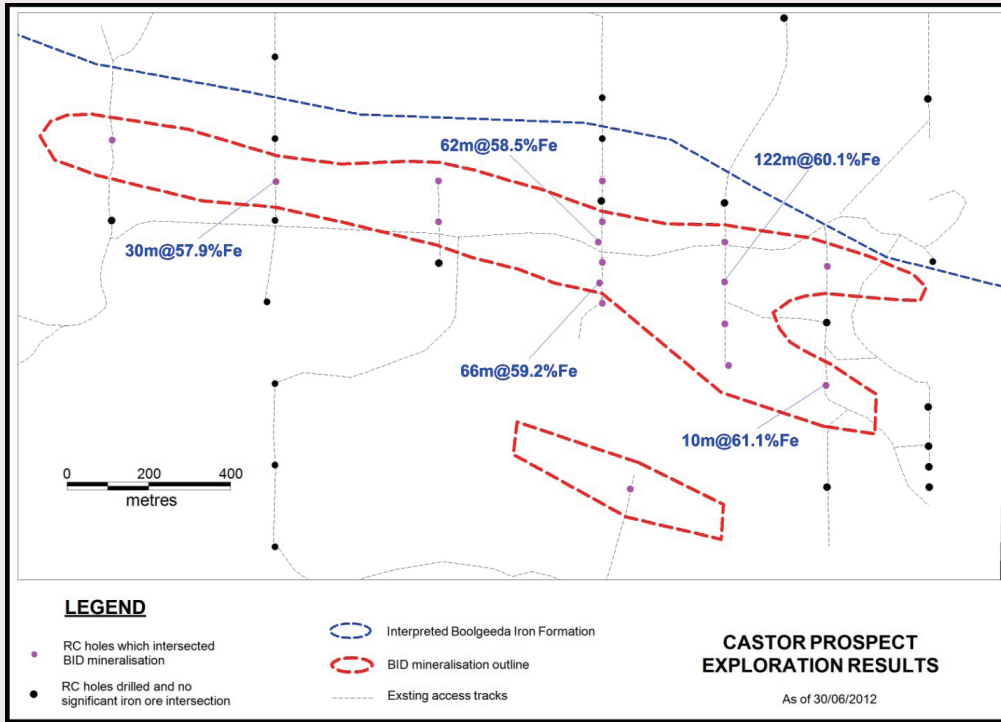 62m@58.5%Fe
122m@60.1%Fe
30m@57.9%Fe
66m@59.2%Fe
10m@61.1%Fe
0 200 400
metres
LEGEND
RC holes which intersected
BID mineralisation
RC holes drilled and no
significant iron ore intersection
Interpreted Boolgeeda Iron Formation
BID mineralisation outline
Exsting access tracks
CASTOR PROSPECT
EXPLORATION RESULTS
As of 30/06/2012